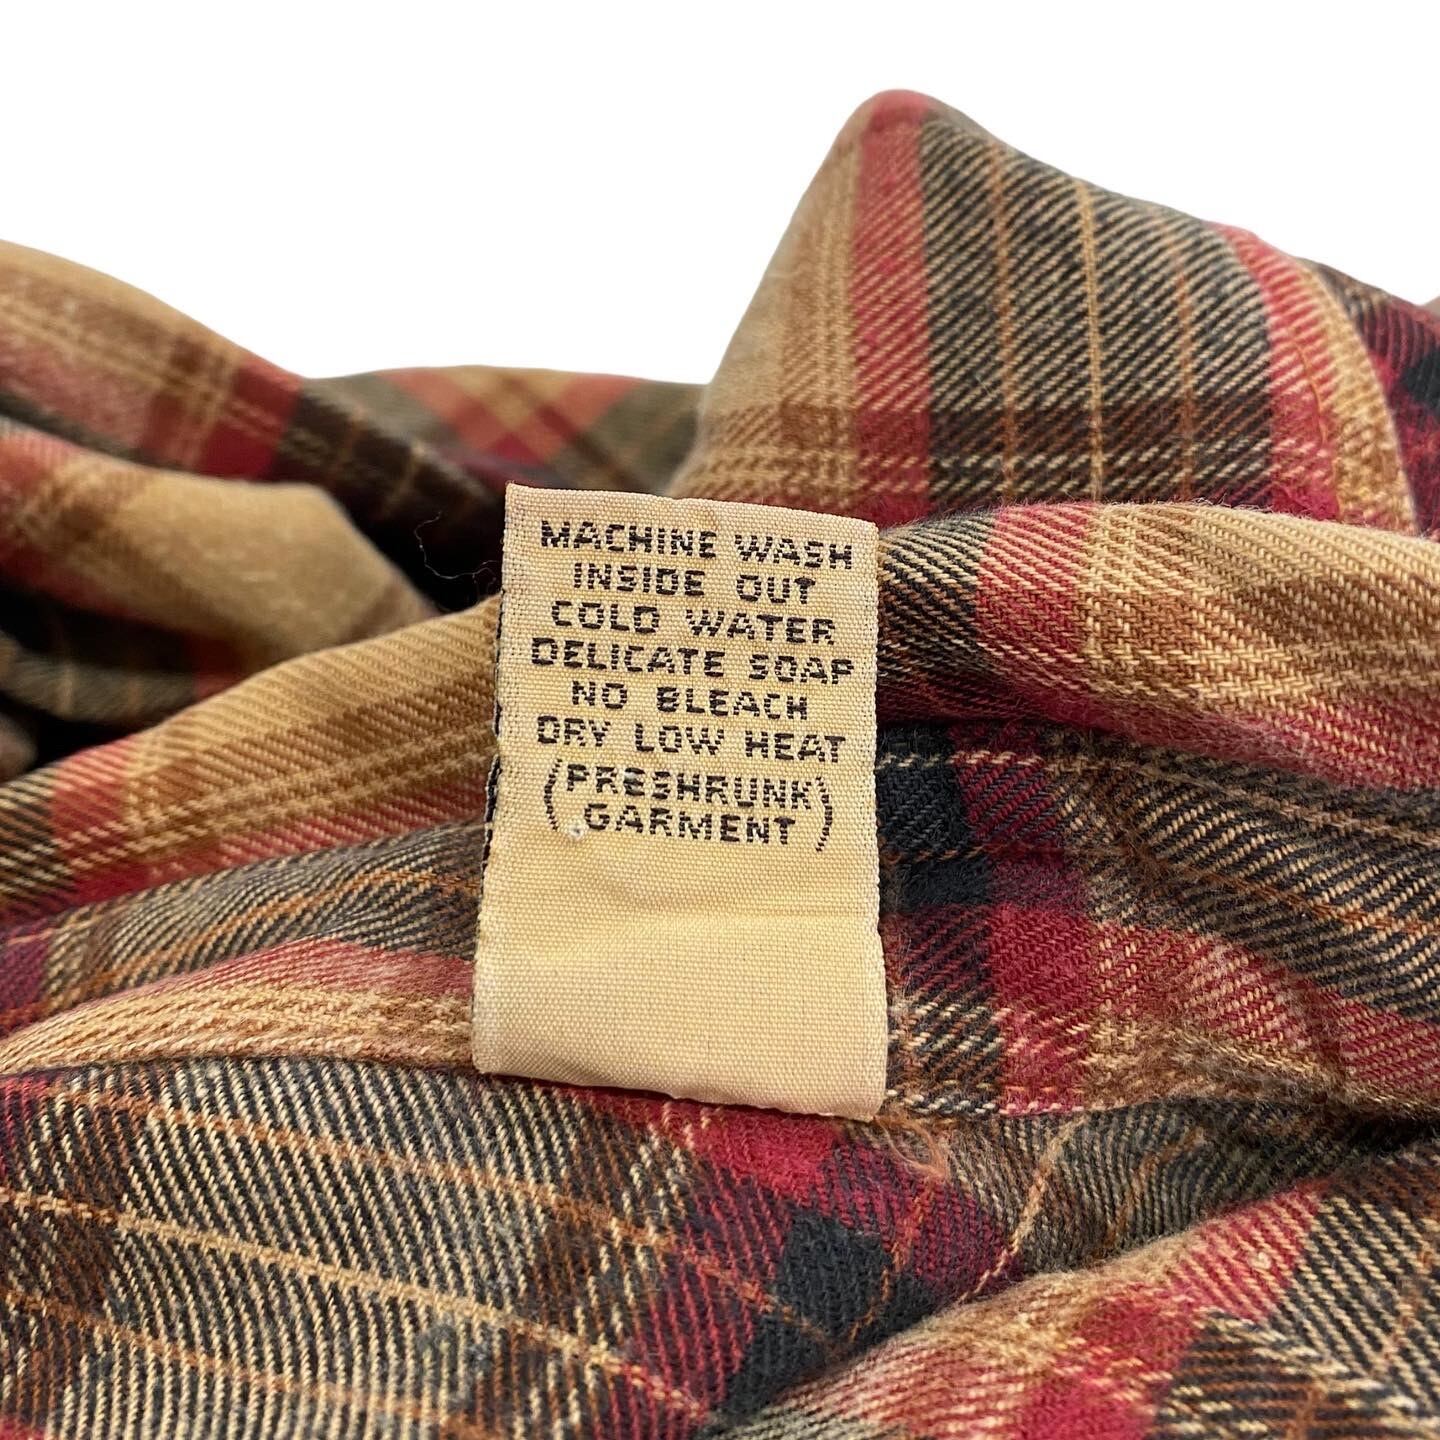 MACHINE WASH
INSIDE OUT
COLD WATER
DELICATE SOAP
NO BLEACH
DRY LOW HEAT
(PRESHRUNK
GARMENT)